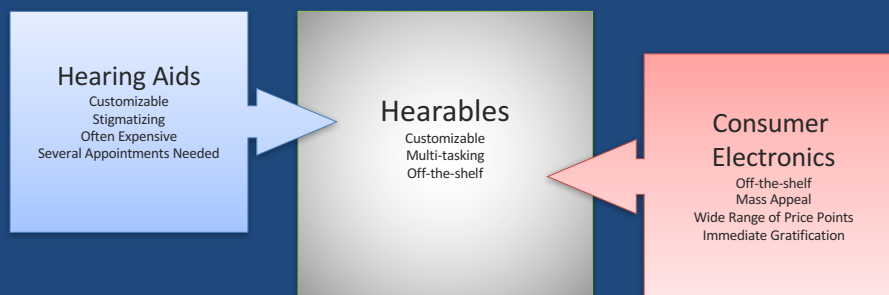 Hearing Aids
Customizable
Stigmatizing
Often Expensive
Several Appointments Needed
Hearables
Customizable
Multi-tasking
Off-the-shelf
Consumer
Electronics
Off-the-shelf
Mass Appeal
Wide Range of Price Points
Immediate Gratification